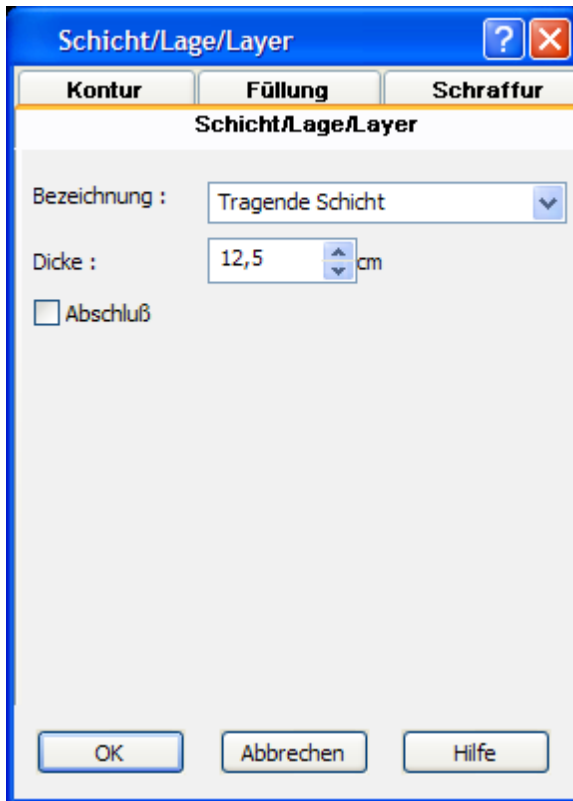 Schicht/Lage/Layer
?
Kontur Füllung Schraffur
Schicht/Lage/Layer
Bezeichnung : Tragende Schicht
Dicke : 12,5 cm
Abschluß
OK Abbrechen Hilfe